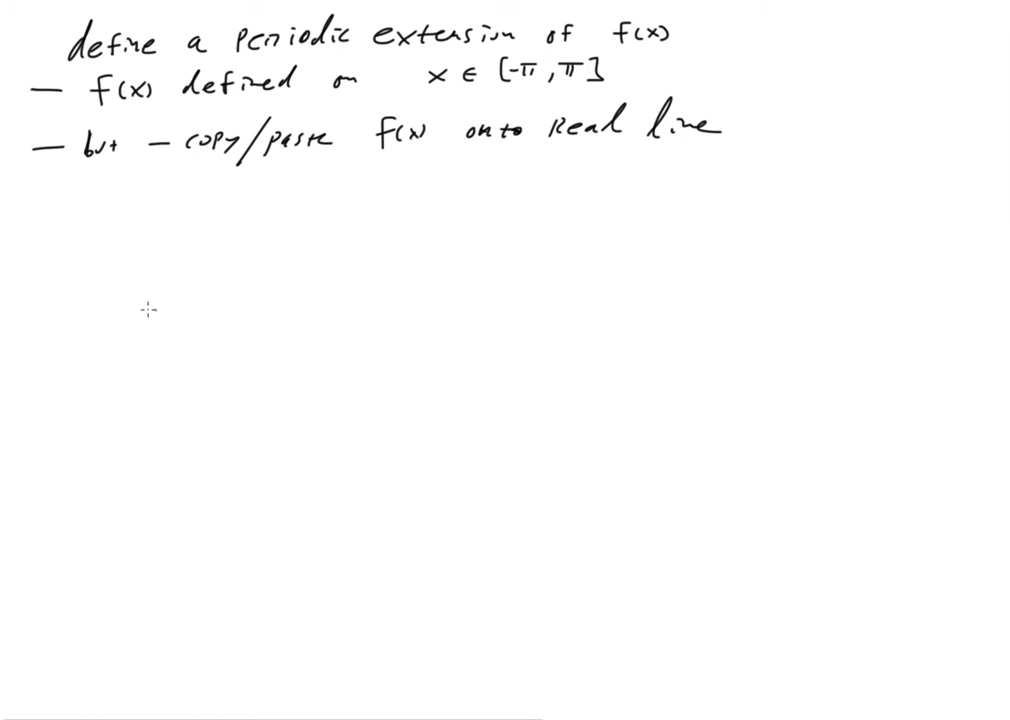 define a periodic extension of f(x)
— f(x) defined on x ∈ [-π, π]
— but — copy/paste f(x) onto Real line